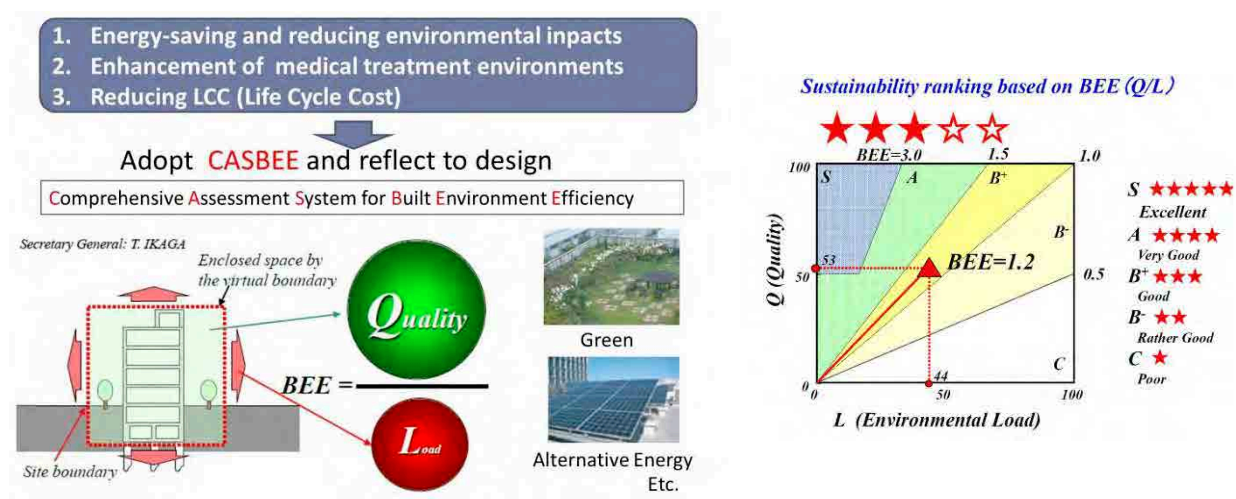 1. Energy-saving and reducing environmental inpacts
2. Enhancement of medical treatment environments
3. Reducing LCC (Life Cycle Cost)
Adopt CASBEE and reflect to design
Comprehensive Assessment System for Built Environment Efficiency
Secretary General: T. IKAGA
Enclosed space by
the virtual boundary
Quality
BEE =
Load
Site boundary
Green
Alternative Energy
Etc.
Sustainability ranking based on BEE (Q/L)
BEE=3.0 1.5 1.0
100
S A B+
B-
53
BEE=1.2
50
0.5
C
44
0
0 50 100
Q (Quality)
L (Environmental Load)
S ★★★★★
Excellent
A ★★★★
Very Good
B+ ★★★
Good
B- ★★
Rather Good
C ★
Poor